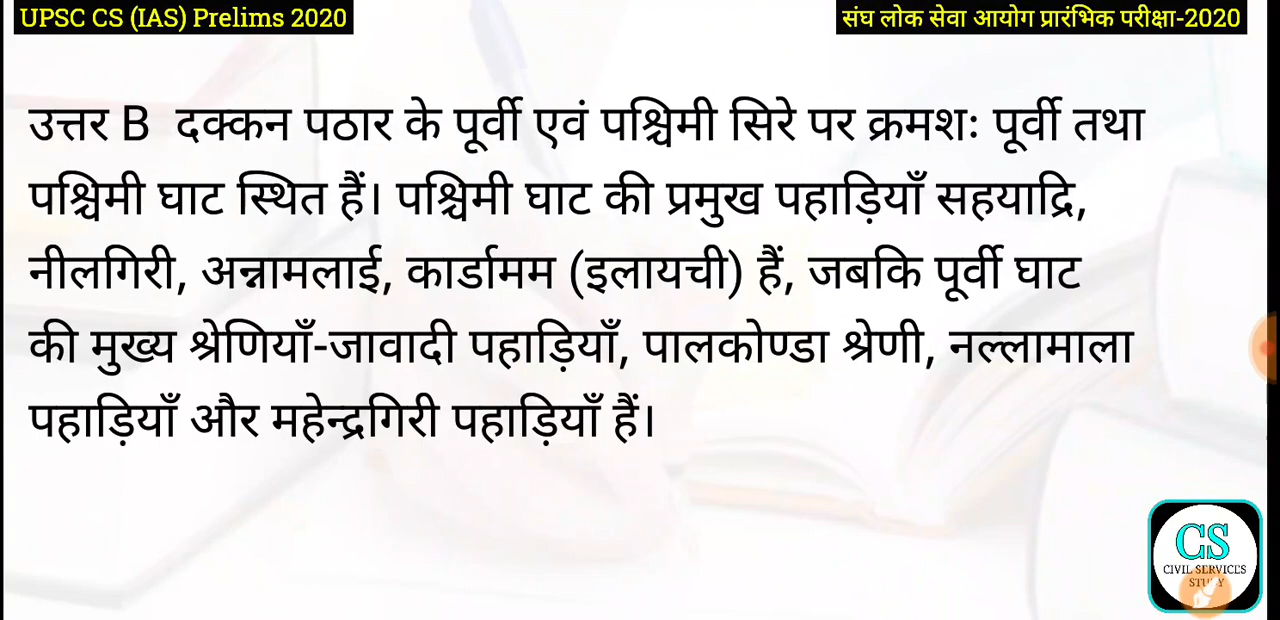 UPSC CS (IAS) Prelims 2020
संघ लोक सेवा आयोग प्रारंभिक परीक्षा-2020
उत्तर B दक्कन पठार के पूर्वी एवं पश्चिमी सिरे पर क्रमशः पूर्वी तथा
पश्चिमी घाट स्थित हैं। पश्चिमी घाट की प्रमुख पहाड़ियाँ सहयाद्रि,
नीलगिरी, अन्नामलाई, कार्डामम (इलायची) हैं, जबकि पूर्वी घाट
की मुख्य श्रेणियाँ-जावादी पहाड़ियाँ, पालकोण्डा श्रेणी, नल्लामाला
पहाड़ियाँ और महेन्द्रगिरी पहाड़ियाँ हैं।
CS
CIVIL SERVICES
STUDY